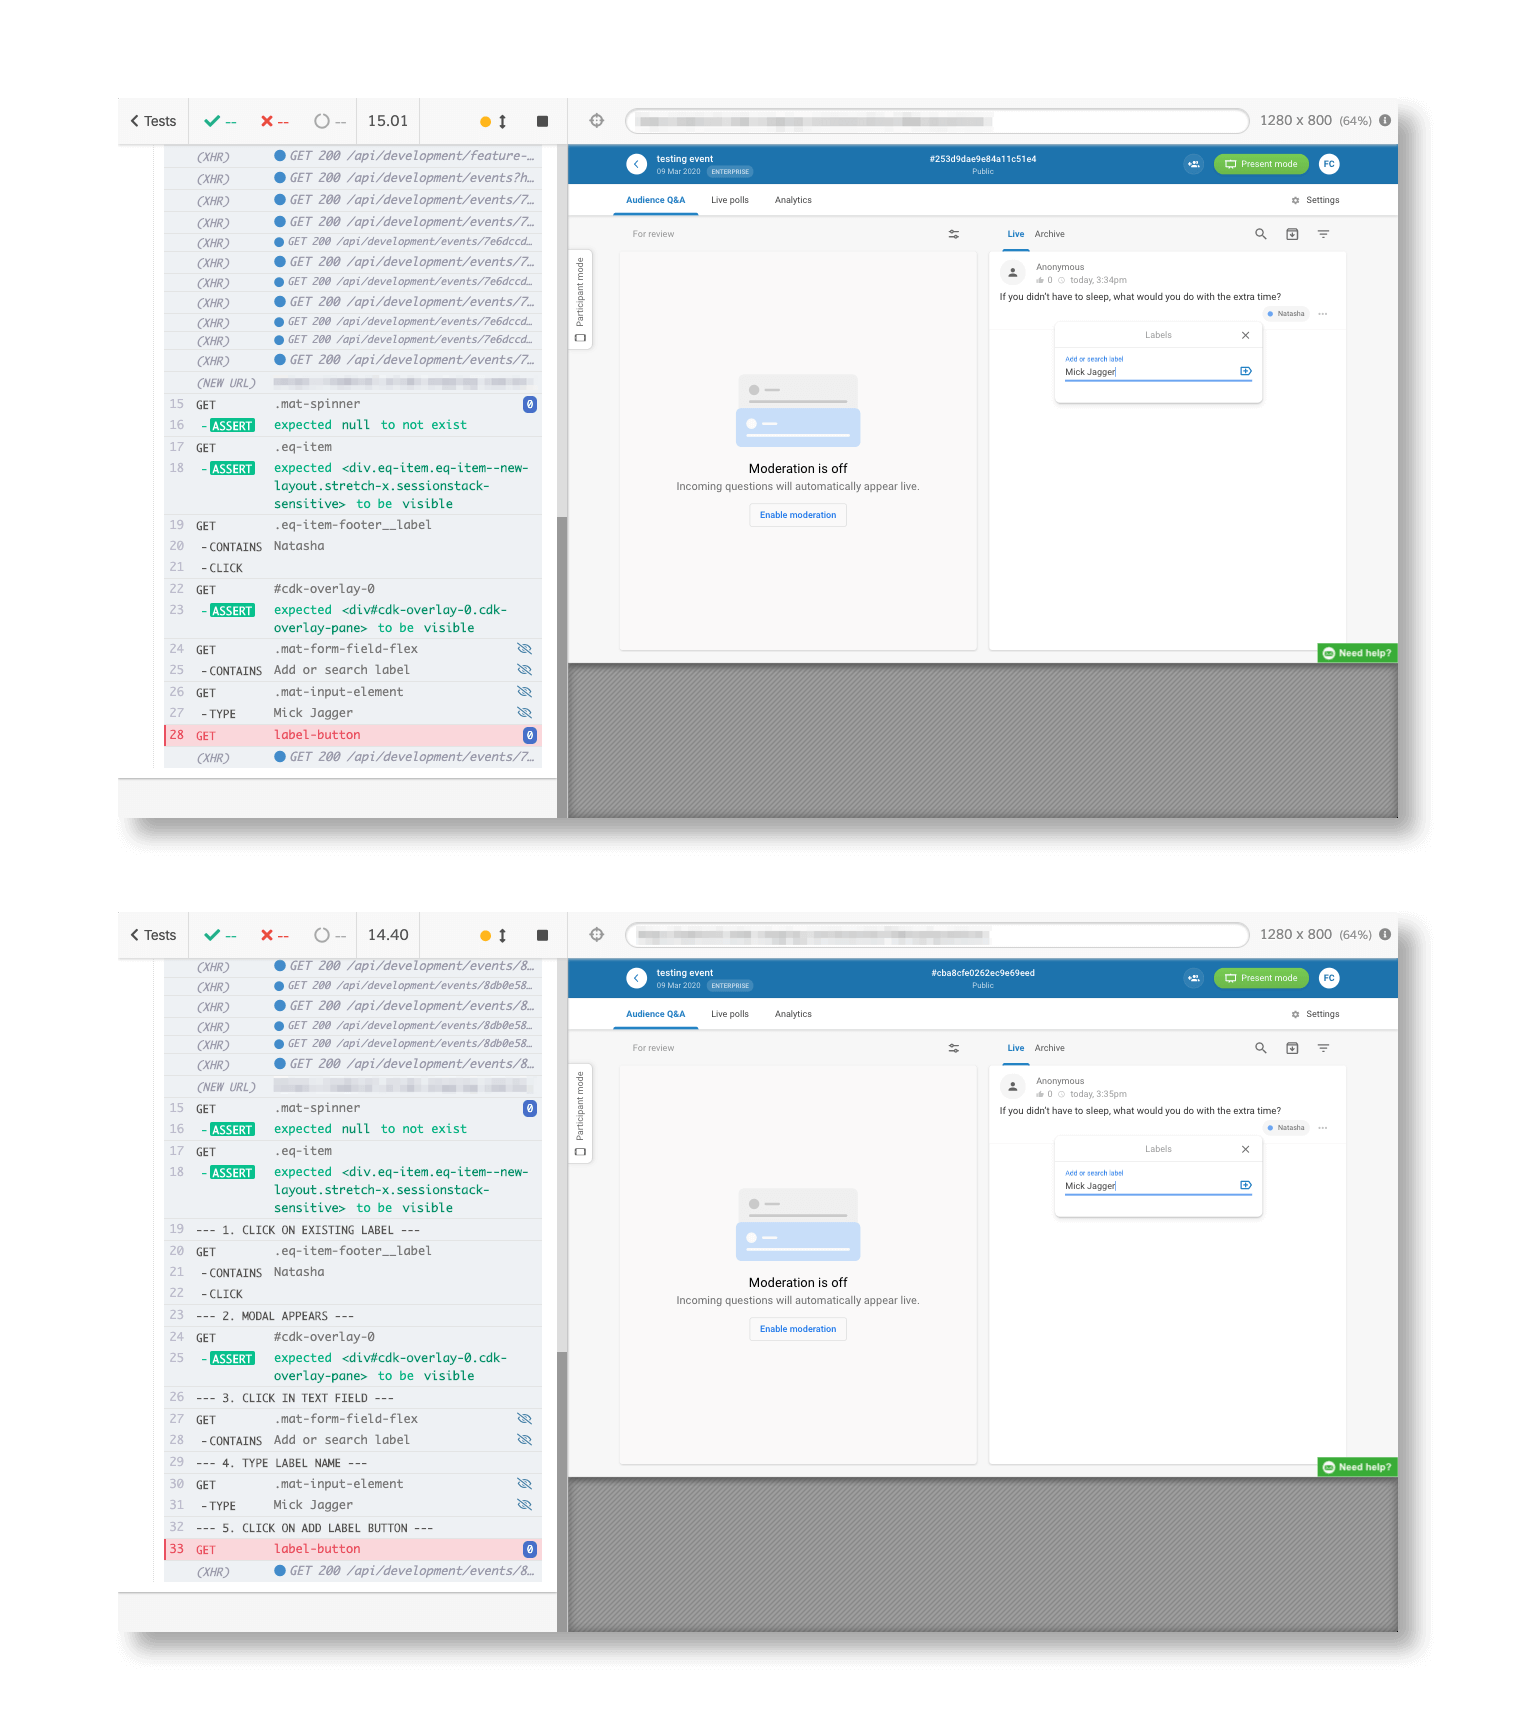 Tests -- -- -- 15.01 1280 x 800 (64%)
(XHR) GET 200 /api/development/feature-…
(XHR) GET 200 /api/development/events?h…
(XHR) GET 200 /api/development/events/7…
(XHR) GET 200 /api/development/events/7…
(XHR) GET 200 /api/development/events/7e6dccd…
(XHR) GET 200 /api/development/events/7…
(XHR) GET 200 /api/development/events/7e6dccd…
(XHR) GET 200 /api/development/events/7…
(XHR) GET 200 /api/development/events/7e6dccd…
(XHR) GET 200 /api/development/events/7e6dccd…
(XHR) GET 200 /api/development/events/7…
(NEW URL)
15 GET .mat-spinner 0
16 -ASSERT expected null to not exist
17 GET .eq-item
18 -ASSERT expected <div.eq-item.eq-item--new-
layout.stretch-x.sessionstack-
sensitive> to be visible
19 GET .eq-item-footer__label
20 -CONTAINS Natasha
21 -CLICK
22 GET #cdk-overlay-0
23 -ASSERT expected <div#cdk-overlay-0.cdk-
overlay-pane> to be visible
24 GET .mat-form-field-flex
25 -CONTAINS Add or search label
26 GET .mat-input-element
27 -TYPE Mick Jagger
28 GET label-button 0
(XHR) GET 200 /api/development/events/7…
testing event #253d9dae9e84a11c51e4 Present mode FC
09 Mar 2020 ENTERPRISE Public
Audience Q&A Live polls Analytics Settings
For review Live Archive
Participant mode
Anonymous
0 today, 3:34pm
If you didn't have to sleep, what would you do with the extra time?
Natasha ...
Labels
Add or search label
Mick Jagger
Moderation is off
Incoming questions will automatically appear live.
Enable moderation
Need help?
Tests -- -- -- 14.40 1280 x 800 (64%)
(XHR) GET 200 /api/development/events/8…
(XHR) GET 200 /api/development/events/8db0e58…
(XHR) GET 200 /api/development/events/8…
(XHR) GET 200 /api/development/events/8db0e58…
(XHR) GET 200 /api/development/events/8db0e58…
(XHR) GET 200 /api/development/events/8…
(NEW URL)
15 GET .mat-spinner 0
16 -ASSERT expected null to not exist
17 GET .eq-item
18 -ASSERT expected <div.eq-item.eq-item--new-
layout.stretch-x.sessionstack-
sensitive> to be visible
19 --- 1. CLICK ON EXISTING LABEL ---
20 GET .eq-item-footer__label
21 -CONTAINS Natasha
22 -CLICK
23 --- 2. MODAL APPEARS ---
24 GET #cdk-overlay-0
25 -ASSERT expected <div#cdk-overlay-0.cdk-
overlay-pane> to be visible
26 --- 3. CLICK IN TEXT FIELD ---
27 GET .mat-form-field-flex
28 -CONTAINS Add or search label
29 --- 4. TYPE LABEL NAME ---
30 GET .mat-input-element
31 -TYPE Mick Jagger
32 --- 5. CLICK ON ADD LABEL BUTTON ---
33 GET label-button 0
(XHR) GET 200 /api/development/events/8…
testing event #cba8cfe0262ec9e69eed Present mode FC
09 Mar 2020 ENTERPRISE Public
Audience Q&A Live polls Analytics Settings
For review Live Archive
Participant mode
Anonymous
0 today, 3:35pm
If you didn't have to sleep, what would you do with the extra time?
Natasha ...
Labels
Add or search label
Mick Jagger
Moderation is off
Incoming questions will automatically appear live.
Enable moderation
Need help?